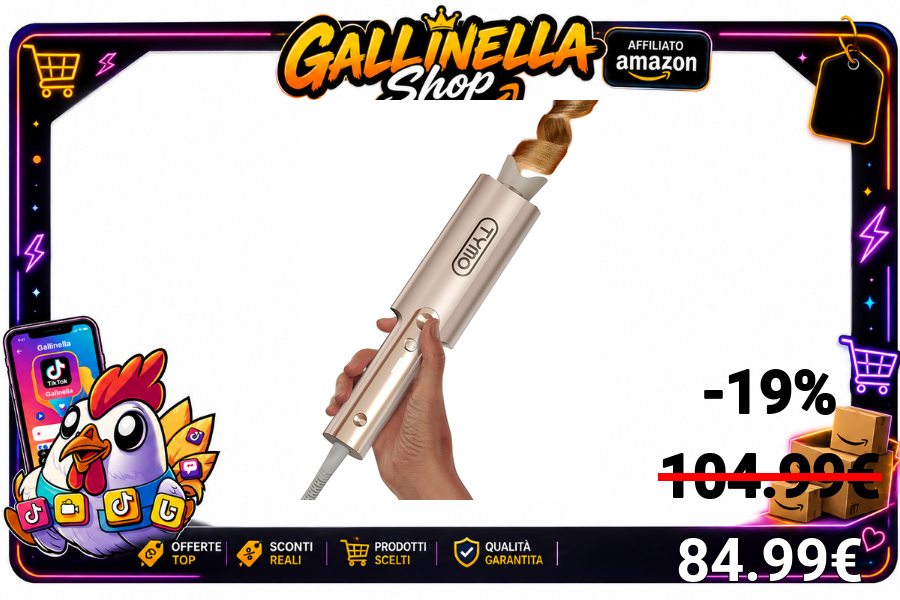 GALLINELLA
Shop
AFFILIATO
amazon
TYMO
Gallinella
TikTok
Gallinella
-19%
104.99€
84.99€
OFFERTE
TOP
SCONTI
REALI
PRODOTTI
SCELTI
QUALITÀ
GARANTITA